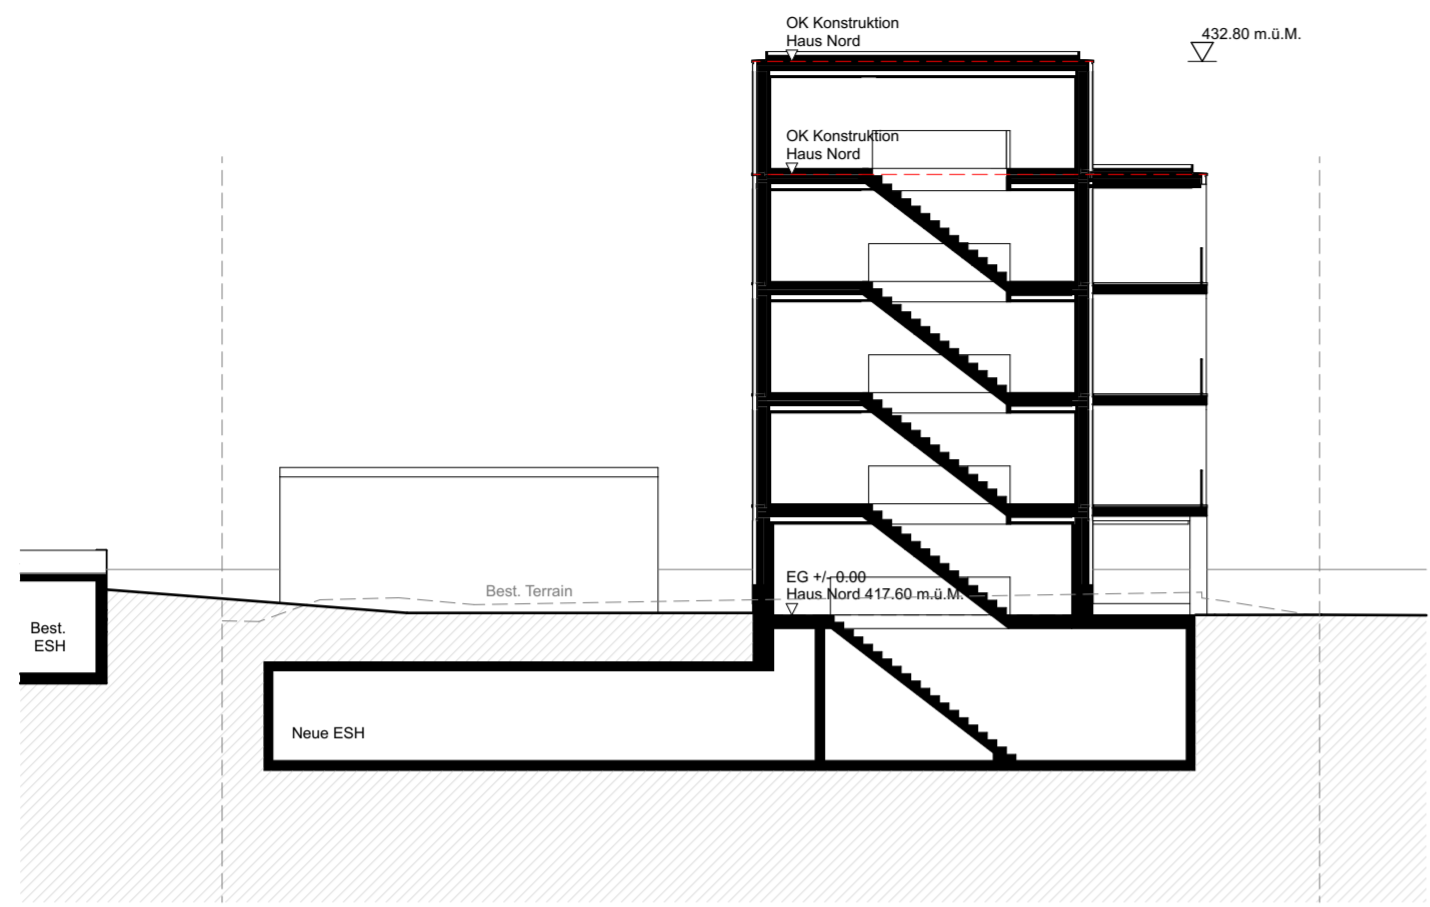 OK Konstruktion
Haus Nord
432.80 m.ü.M.
OK Konstruktion
Haus Nord
EG +/- 0.00
Haus Nord 417.60 m.ü.M.
Best. Terrain
Best.
ESH
Neue ESH